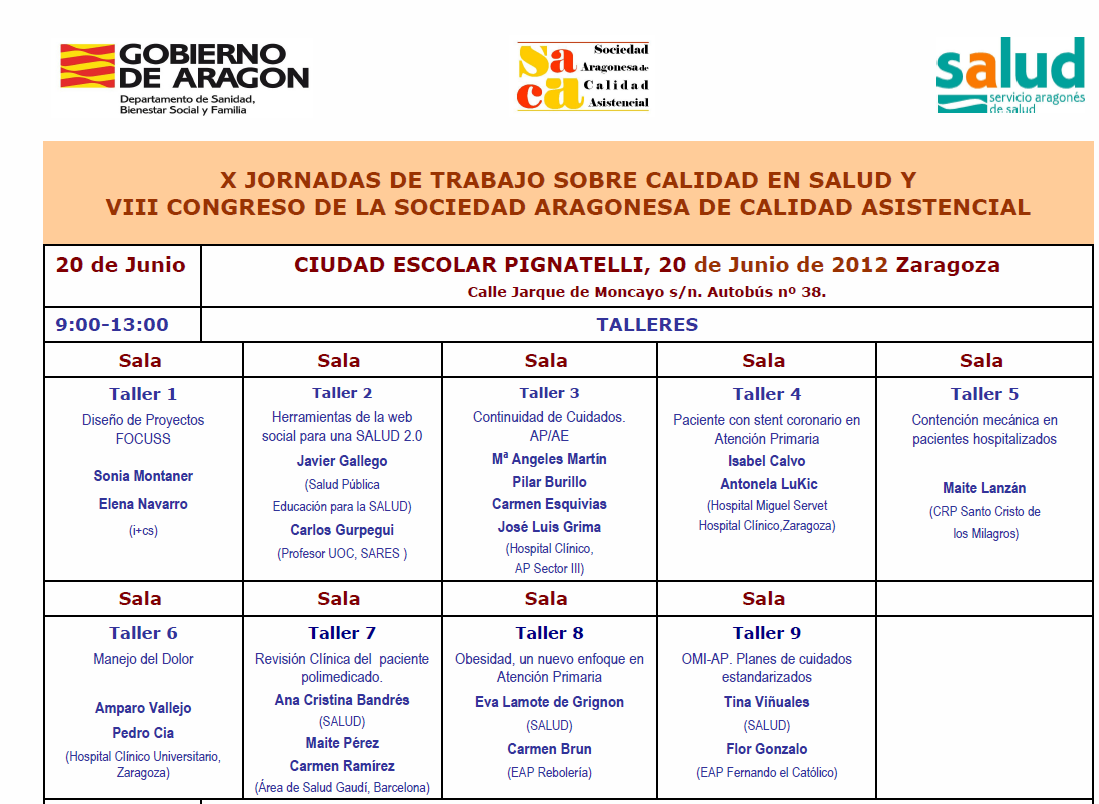 GOBIERNO
DE ARAGON
Departamento de Sanidad,
Bienestar Social y Familia
Saca
Sociedad
Aragonesa de
Calidad
Asistencial
salud
servicio aragonés
de salud
X JORNADAS DE TRABAJO SOBRE CALIDAD EN SALUD Y
VIII CONGRESO DE LA SOCIEDAD ARAGONESA DE CALIDAD ASISTENCIAL
20 de Junio
CIUDAD ESCOLAR PIGNATELLI, 20 de Junio de 2012 Zaragoza
Calle Jarque de Moncayo s/n. Autobús nº 38.
9:00-13:00
TALLERES
Sala
Sala
Sala
Sala
Sala
Taller 1
Diseño de Proyectos
FOCUSS
Sonia Montaner
Elena Navarro
(i+cs)
Taller 2
Herramientas de la web
social para una SALUD 2.0
Javier Gallego
(Salud Pública
Educación para la SALUD)
Carlos Gurpegui
(Profesor UOC, SARES )
Taller 3
Continuidad de Cuidados.
AP/AE
Mª Angeles Martín
Pilar Burillo
Carmen Esquivias
José Luis Grima
(Hospital Clínico,
AP Sector III)
Taller 4
Paciente con stent coronario en
Atención Primaria
Isabel Calvo
Antonela LuKic
(Hospital Miguel Servet
Hospital Clínico,Zaragoza)
Taller 5
Contención mecánica en
pacientes hospitalizados
Maite Lanzán
(CRP Santo Cristo de
los Milagros)
Sala
Sala
Sala
Sala
Taller 6
Manejo del Dolor
Amparo Vallejo
Pedro Cia
(Hospital Clínico Universitario,
Zaragoza)
Taller 7
Revisión Clínica del paciente
polimedicado.
Ana Cristina Bandrés
(SALUD)
Maite Pérez
Carmen Ramírez
(Área de Salud Gaudí, Barcelona)
Taller 8
Obesidad, un nuevo enfoque en
Atención Primaria
Eva Lamote de Grignon
(SALUD)
Carmen Brun
(EAP Rebolería)
Taller 9
OMI-AP. Planes de cuidados
estandarizados
Tina Viñuales
(SALUD)
Flor Gonzalo
(EAP Fernando el Católico)